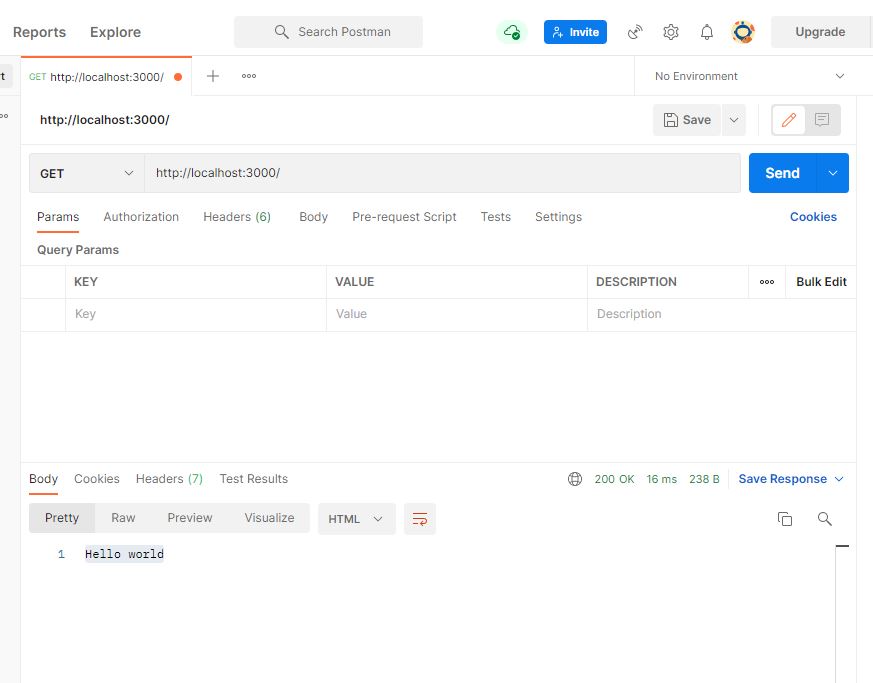 Reports Explore Search Postman Invite Upgrade
GET http://localhost:3000/ No Environment
http://localhost:3000/ Save
GET http://localhost:3000/ Send
Params Authorization Headers (6) Body Pre-request Script Tests Settings Cookies
Query Params
KEY VALUE DESCRIPTION Bulk Edit
Key Value Description
Body Cookies Headers (7) Test Results 200 OK 16 ms 238 B Save Response
Pretty Raw Preview Visualize HTML
1 Hello world